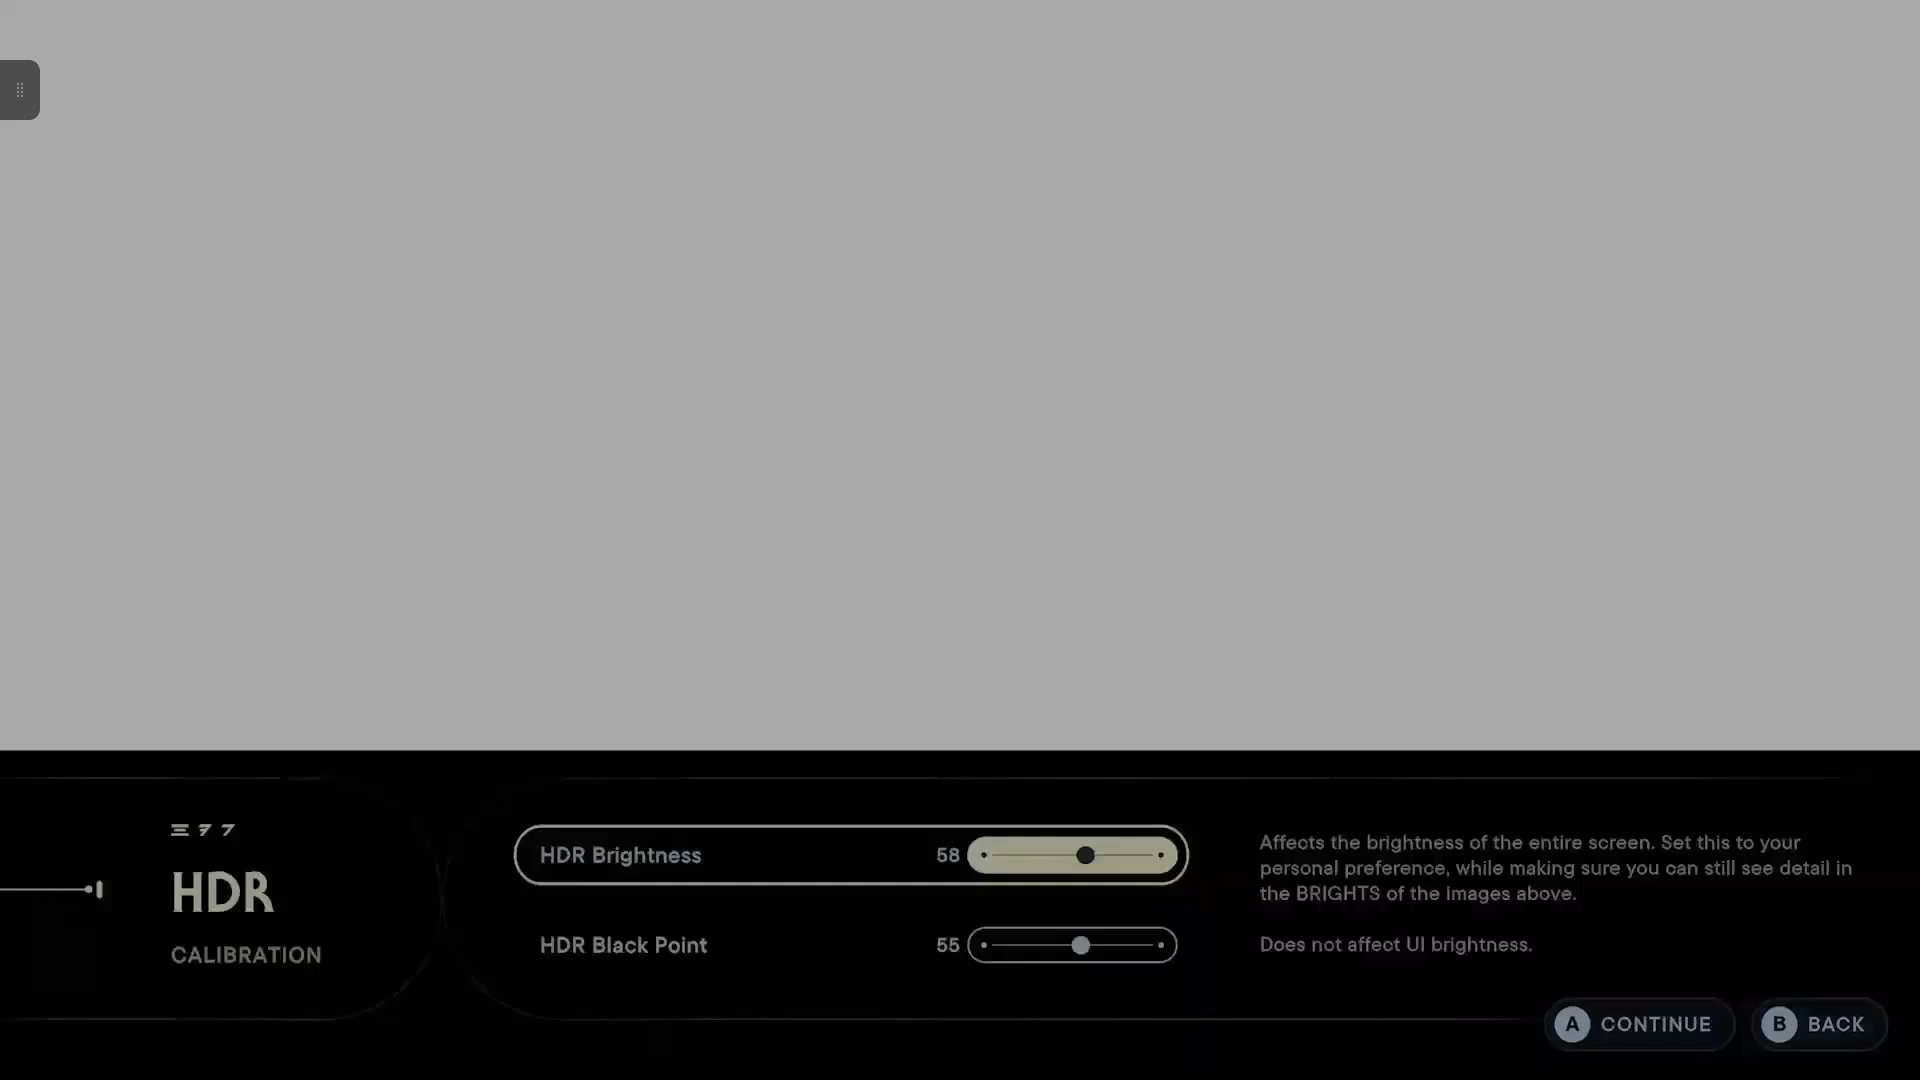 HDR
CALIBRATION
HDR Brightness 58
HDR Black Point 55
Affects the brightness of the entire screen. Set this to your
personal preference, while making sure you can still see detail in
the BRIGHTS of the images above.
Does not affect UI brightness.
A CONTINUE
B BACK